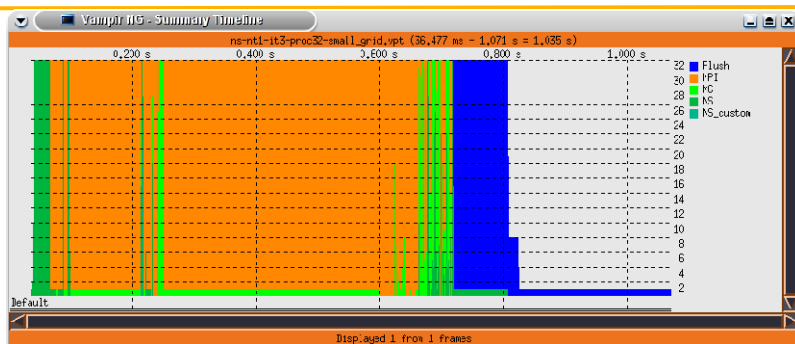 Vampir NG - Summary Timeline
ns-nt1-it3-proc32-small_grid.vpt (36.477 ms - 1.071 s = 1.035 s)
0.200 s 0.400 s 0.600 s 0.800 s 1.000 s
32 Flush
30 MPI
28 MG
26 NS
24 NS_custom
22
20
18
16
14
12
10
8
6
4
2
Default
Displayed 1 from 1 frames